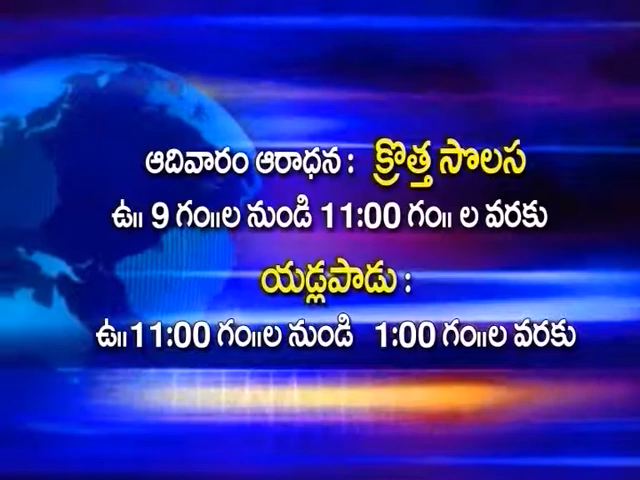 ఆదివారం ఆరాధన : క్రొత్త సొలస
ఉ॥ 9 గం॥ల నుండి 11:00 గం॥ ల వరకు
యడ్లపాడు :
ఉ॥11:00 గం॥ల నుండి 1:00 గం॥ల వరకు